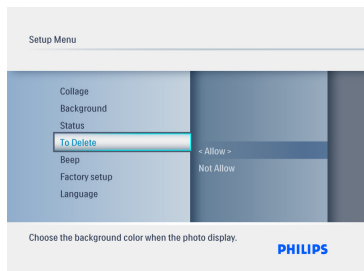 Setup Menu
Collage
Background
Status
To Delete
Beep
Factory setup
Language
< Allow >
Not Allow
Choose the background color when the photo display.
PHILIPS